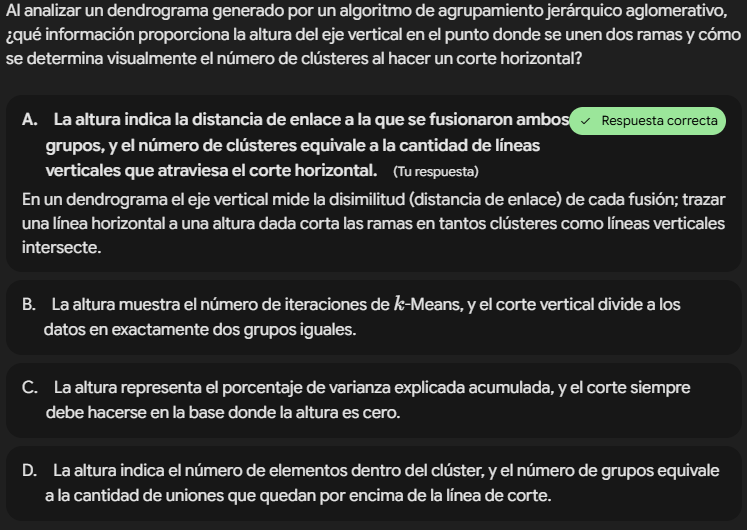 Al analizar un dendrograma generado por un algoritmo de agrupamiento jerárquico aglomerativo,
¿qué información proporciona la altura del eje vertical en el punto donde se unen dos ramas y cómo
se determina visualmente el número de clústeres al hacer un corte horizontal?
A. La altura indica la distancia de enlace a la que se fusionaron ambos
✓ Respuesta correcta
grupos, y el número de clústeres equivale a la cantidad de líneas
verticales que atraviesa el corte horizontal. (Tu respuesta)
En un dendrograma el eje vertical mide la disimilitud (distancia de enlace) de cada fusión; trazar
una línea horizontal a una altura dada corta las ramas en tantos clústeres como líneas verticales
intersecte.
B. La altura muestra el número de iteraciones de k-Means, y el corte vertical divide a los
datos en exactamente dos grupos iguales.
C. La altura representa el porcentaje de varianza explicada acumulada, y el corte siempre
debe hacerse en la base donde la altura es cero.
D. La altura indica el número de elementos dentro del clúster, y el número de grupos equivale
a la cantidad de uniones que quedan por encima de la línea de corte.